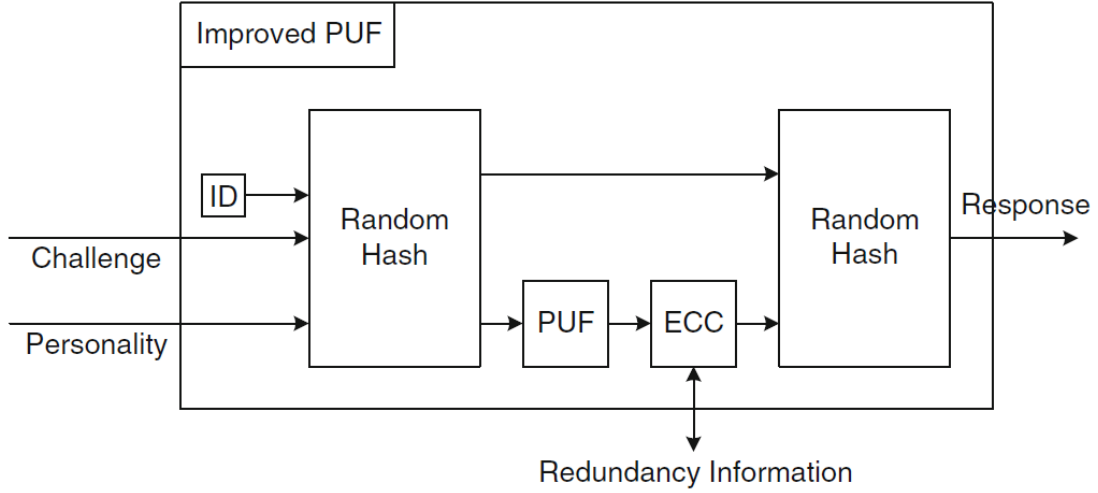 Improved PUF
ID
Random
Hash
Random
Hash
Response
Challenge
PUF
ECC
Personality
Redundancy Information